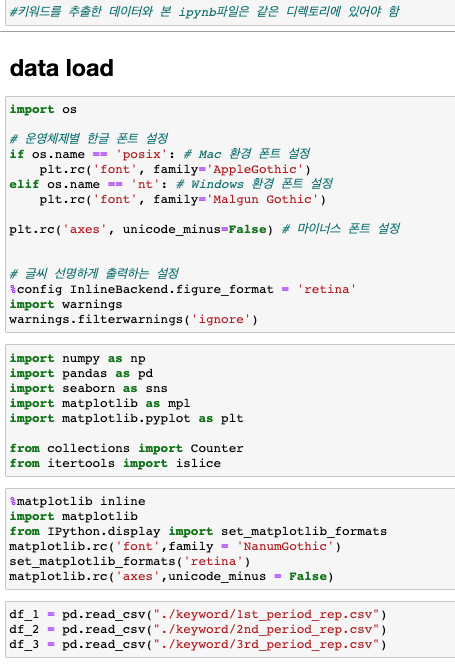 #키워드를 추출한 데이터와 본 ipynb파일은 같은 디렉토리에 있어야 함
data load
import os
# 운영체제별 한글 폰트 설정
if os.name == 'posix': # Mac 환경 폰트 설정
    plt.rc('font', family='AppleGothic')
elif os.name == 'nt': # Windows 환경 폰트 설정
    plt.rc('font', family='Malgun Gothic')
plt.rc('axes', unicode_minus=False) # 마이너스 폰트 설정
# 글씨 선명하게 출력하는 설정
%config InlineBackend.figure_format = 'retina'
import warnings
warnings.filterwarnings('ignore')
import numpy as np
import pandas as pd
import seaborn as sns
import matplotlib as mpl
import matplotlib.pyplot as plt
from collections import Counter
from itertools import islice
%matplotlib inline
import matplotlib
from IPython.display import set_matplotlib_formats
matplotlib.rc('font',family = 'NanumGothic')
set_matplotlib_formats('retina')
matplotlib.rc('axes',unicode_minus = False)
df_1 = pd.read_csv("./keyword/1st_period_rep.csv")
df_2 = pd.read_csv("./keyword/2nd_period_rep.csv")
df_3 = pd.read_csv("./keyword/3rd_period_rep.csv")